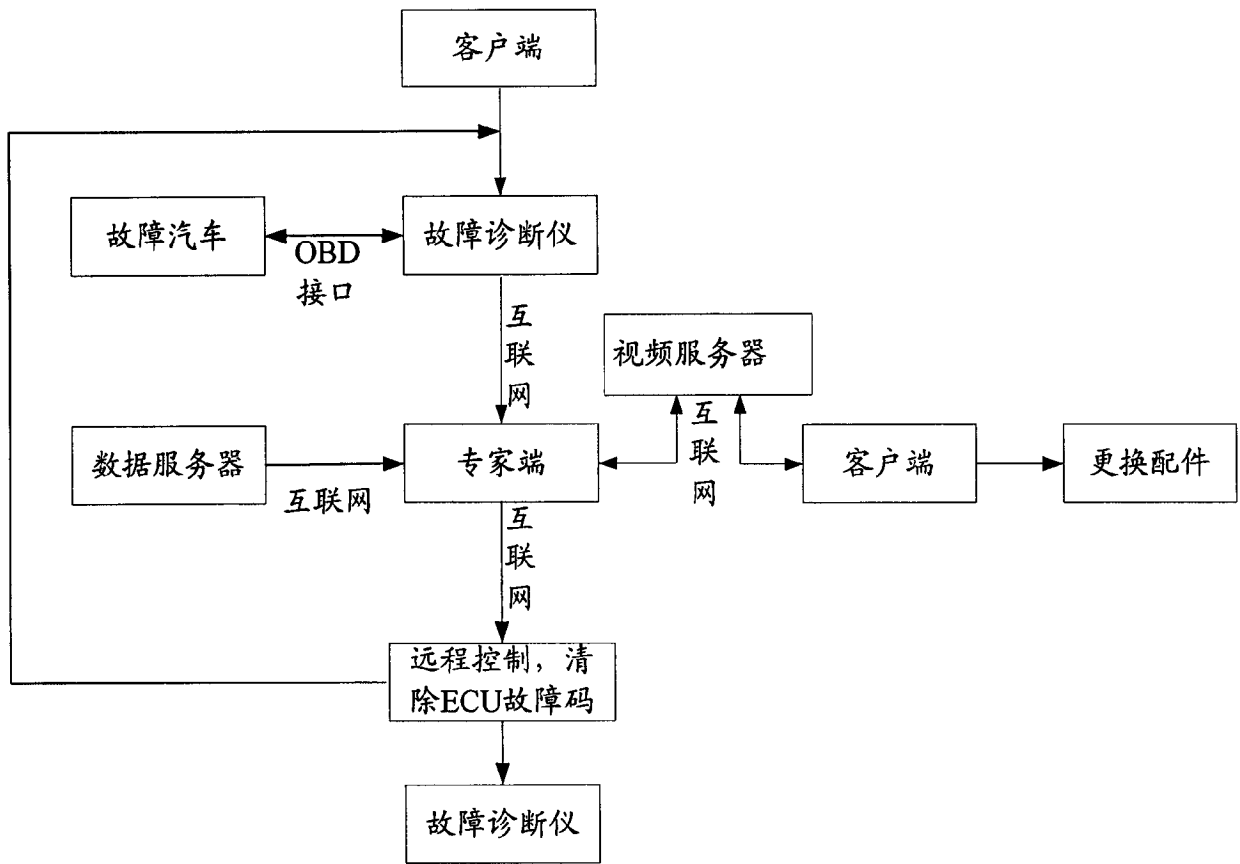 客户端
故障汽车
OBD
接口
故障诊断仪
互
联
网
视频服务器
互
联
网
数据服务器
互联网
专家端
客户端
更换配件
互
联
网
远程控制，清
除ECU故障码
故障诊断仪